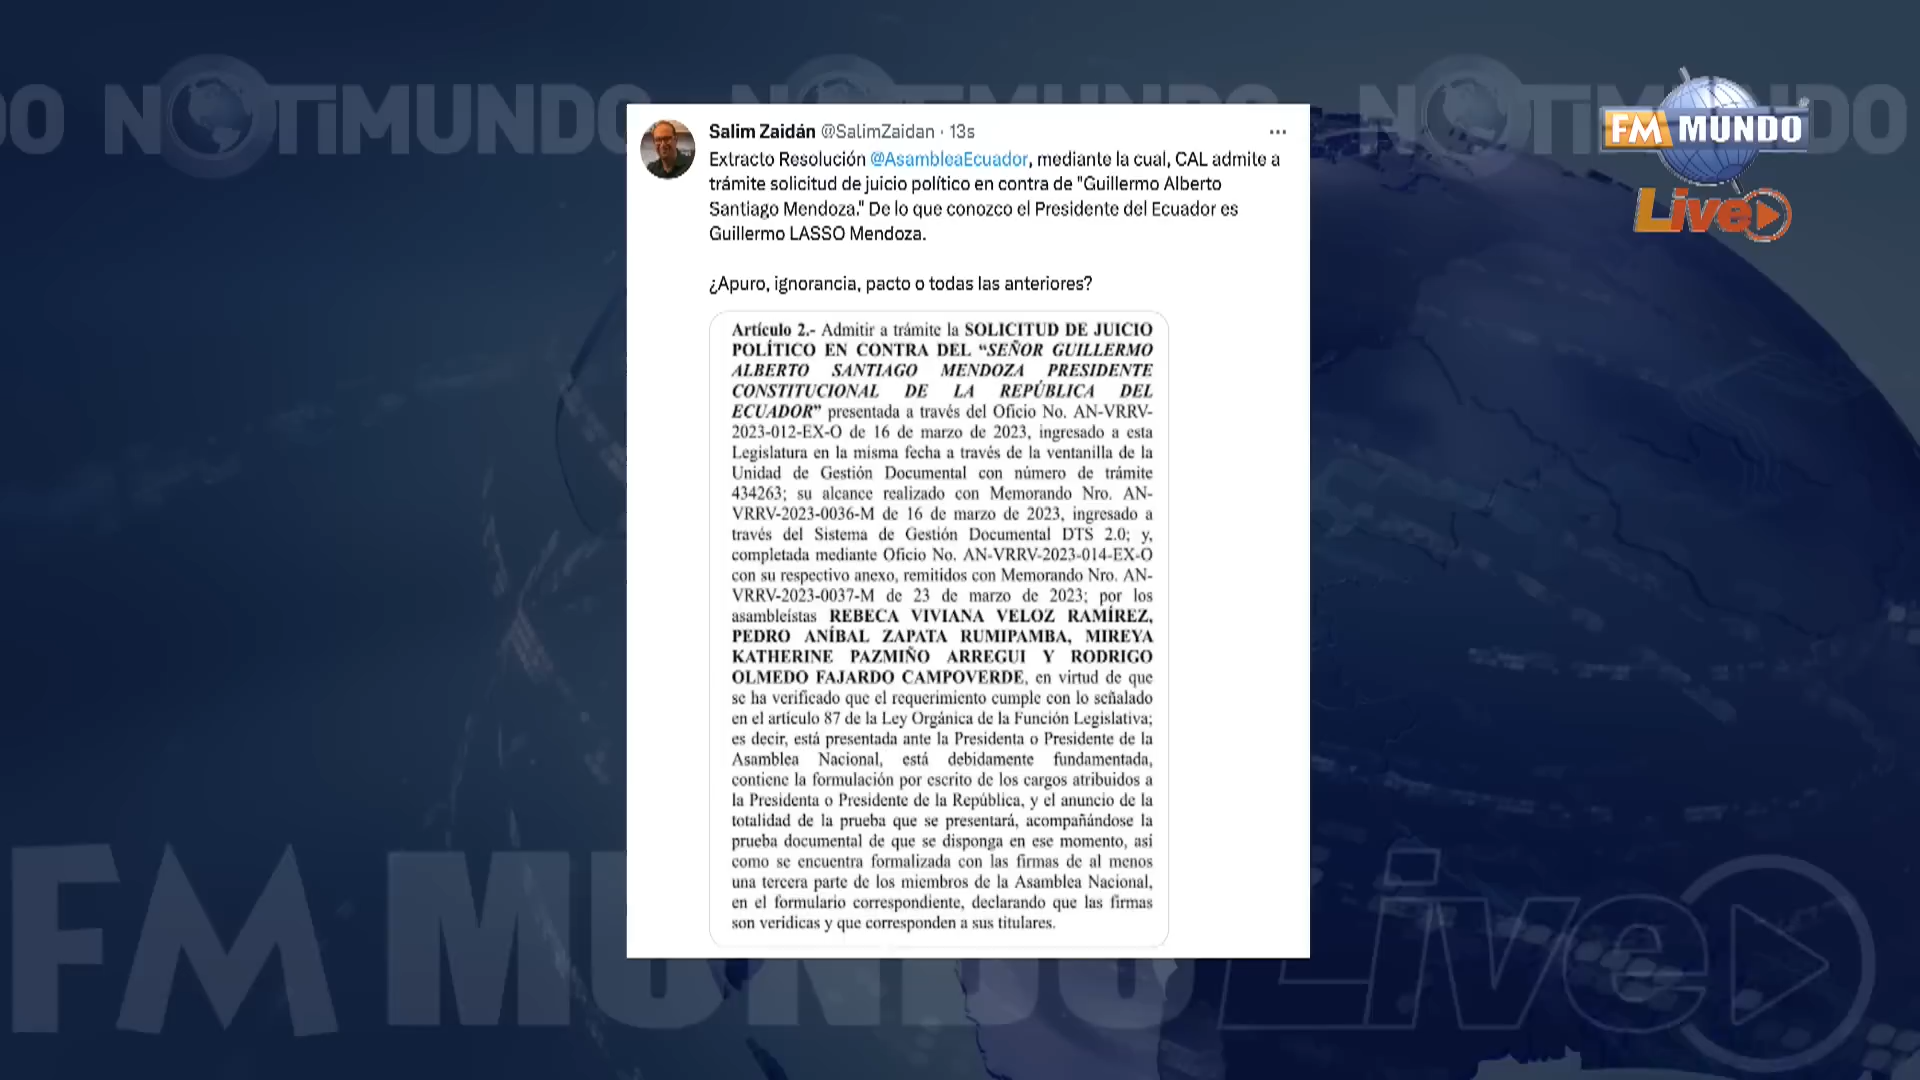 NOTIMUNDO
FM MUNDO
Live
Salim Zaidán @SalimZaidan · 13s
Extracto Resolución @AsambleaEcuador, mediante la cual, CAL admite a
trámite solicitud de juicio político en contra de "Guillermo Alberto
Santiago Mendoza." De lo que conozco el Presidente del Ecuador es
Guillermo LASSO Mendoza.
¿Apuro, ignorancia, pacto o todas las anteriores?
Artículo 2.- Admitir a trámite la SOLICITUD DE JUICIO
POLÍTICO EN CONTRA DEL “SEÑOR GUILLERMO
ALBERTO SANTIAGO MENDOZA PRESIDENTE
CONSTITUCIONAL DE LA REPÚBLICA DEL
ECUADOR” presentada a través del Oficio No. AN-VRRV-
2023-012-EX-O de 16 de marzo de 2023, ingresado a esta
Legislatura en la misma fecha a través de la ventanilla de la
Unidad de Gestión Documental con número de trámite
434263; su alcance realizado con Memorando Nro. AN-
VRRV-2023-0036-M de 16 de marzo de 2023, ingresado a
través del Sistema de Gestión Documental DTS 2.0; y,
completada mediante Oficio No. AN-VRRV-2023-014-EX-O
con su respectivo anexo, remitidos con Memorando Nro. AN-
VRRV-2023-0037-M de 23 de marzo de 2023; por los
asambleístas REBECA VIVIANA VELOZ RAMÍREZ,
PEDRO ANÍBAL ZAPATA RUMIPAMBA, MIREYA
KATHERINE PAZMIÑO ARREGUI Y RODRIGO
OLMEDO FAJARDO CAMPOVERDE, en virtud de que
se ha verificado que el requerimiento cumple con lo señalado
en el artículo 87 de la Ley Orgánica de la Función Legislativa;
es decir, está presentada ante la Presidenta o Presidente de la
Asamblea Nacional, está debidamente fundamentada,
contiene la formulación por escrito de los cargos atribuidos a
la Presidenta o Presidente de la República, y el anuncio de la
totalidad de la prueba que se presentará, acompañándose la
prueba documental de que se disponga en ese momento, así
como se encuentra formalizada con las firmas de al menos
una tercera parte de los miembros de la Asamblea Nacional,
en el formulario correspondiente, declarando que las firmas
son verídicas y que corresponden a sus titulares.
FM MUNDO Live